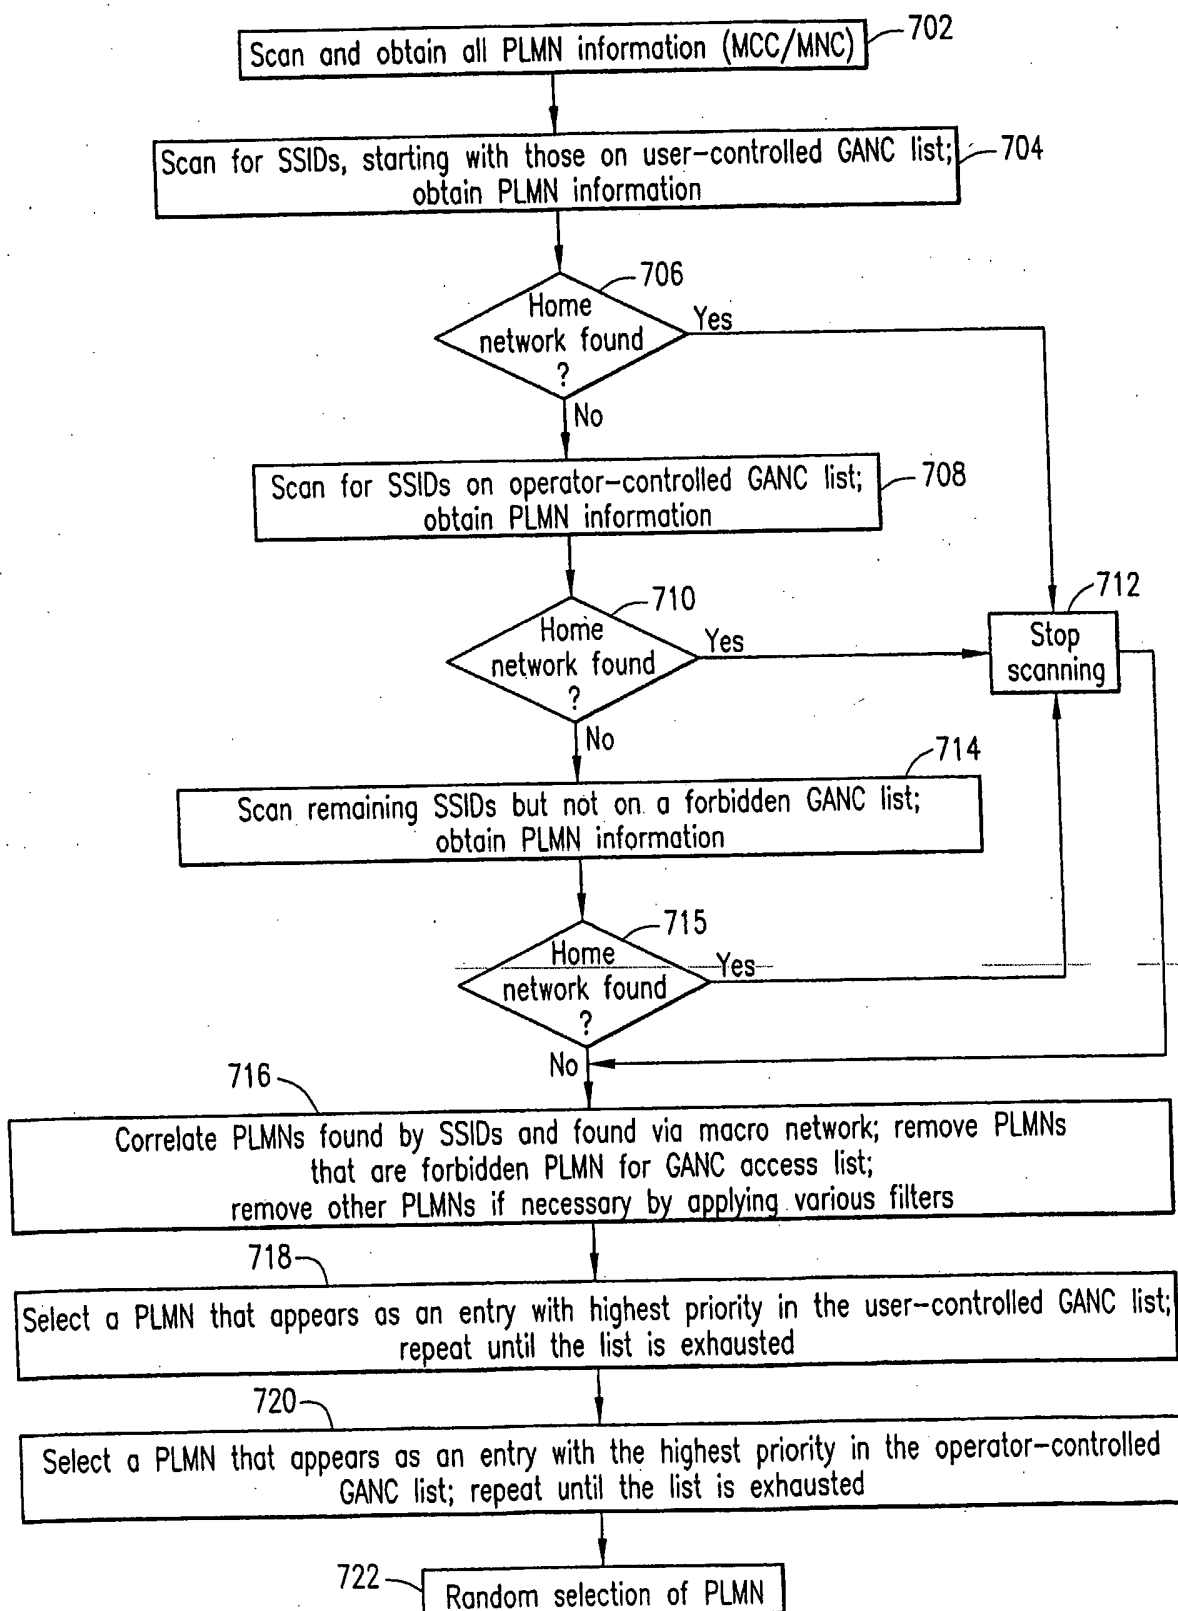 Scan and obtain all PLMN information (MCC/MNC)
702
Scan for SSIDs, starting with those on user-controlled GANC list;
obtain PLMN information
704
706
Home
network found
?
Yes
No
Scan for SSIDs on operator-controlled GANC list;
obtain PLMN information
708
710
Home
network found
?
Yes
712
Stop
scanning
No
714
Scan remaining SSIDs but not on a forbidden GANC list;
obtain PLMN information
715
Home
network found
?
Yes
No
716
Correlate PLMNs found by SSIDs and found via macro network; remove PLMNs
that are forbidden PLMN for GANC access list;
remove other PLMNs if necessary by applying various filters
718
Select a PLMN that appears as an entry with highest priority in the user-controlled GANC list;
repeat until the list is exhausted
720
Select a PLMN that appears as an entry with the highest priority in the operator-controlled
GANC list; repeat until the list is exhausted
722
Random selection of PLMN